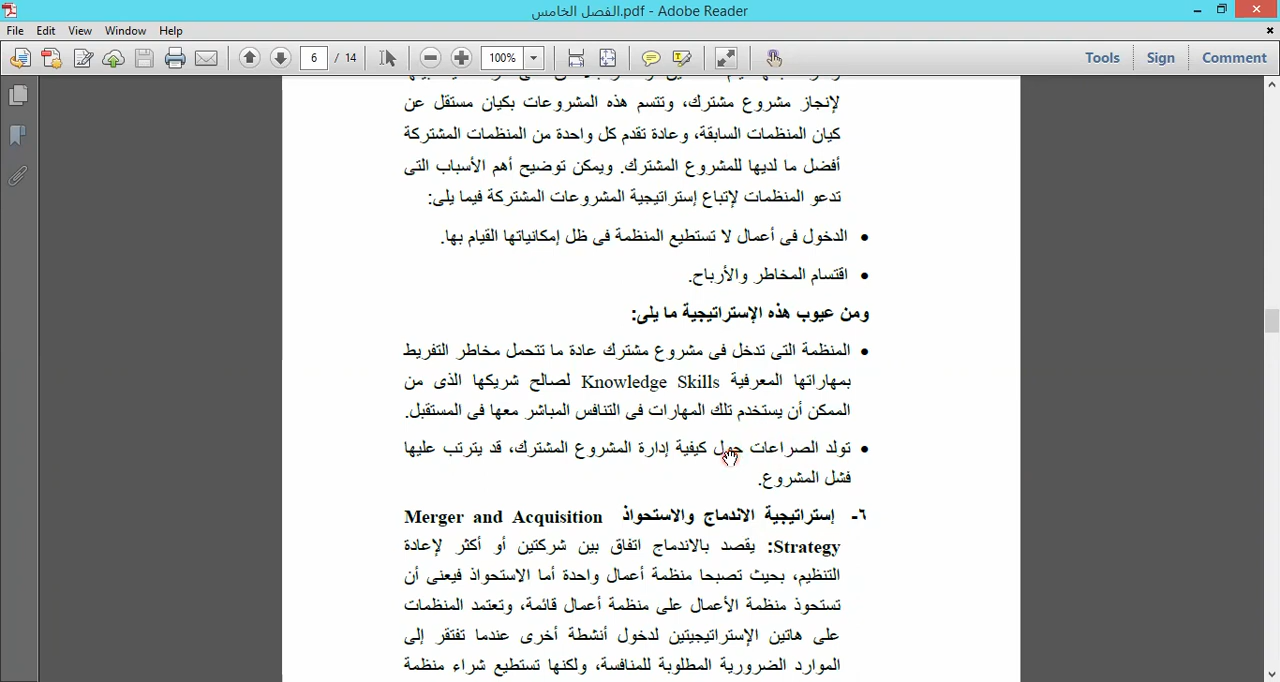 الفصل الخامس.pdf - Adobe Reader
File Edit View Window Help
6 / 14 100% Tools Sign Comment
لإنجاز مشروع مشترك، وتتسم هذه المشروعات بكيان مستقل عن
كيان المنظمات السابقة، وعادة تقدم كل واحدة من المنظمات المشتركة
أفضل ما لديها للمشروع المشترك. ويمكن توضيح أهم الأسباب التى
تدعو المنظمات لإتباع إستراتيجية المشروعات المشتركة فيما يلى:
• الدخول فى أعمال لا تستطيع المنظمة فى ظل إمكانياتها القيام بها.
• اقتسام المخاطر والأرباح.
ومن عيوب هذه الإستراتيجية ما يلى:
• المنظمة التى تدخل فى مشروع مشترك عادة ما تتحمل مخاطر التفريط
بمهاراتها المعرفية Knowledge Skills لصالح شريكها الذى من
الممكن أن يستخدم تلك المهارات فى التنافس المباشر معها فى المستقبل.
• تولد الصراعات حول كيفية إدارة المشروع المشترك، قد يترتب عليها
فشل المشروع.
٦- إستراتيجية الاندماج والاستحواذ Merger and Acquisition
Strategy: يقصد بالاندماج اتفاق بين شركتين أو أكثر لإعادة
التنظيم، بحيث تصبحا منظمة أعمال واحدة أما الاستحواذ فيعنى أن
تستحوذ منظمة الأعمال على منظمة أعمال قائمة، وتعتمد المنظمات
على هاتين الإستراتيجيتين لدخول أنشطة أخرى عندما تفتقر إلى
الموارد الضرورية المطلوبة للمنافسة، ولكنها تستطيع شراء منظمة